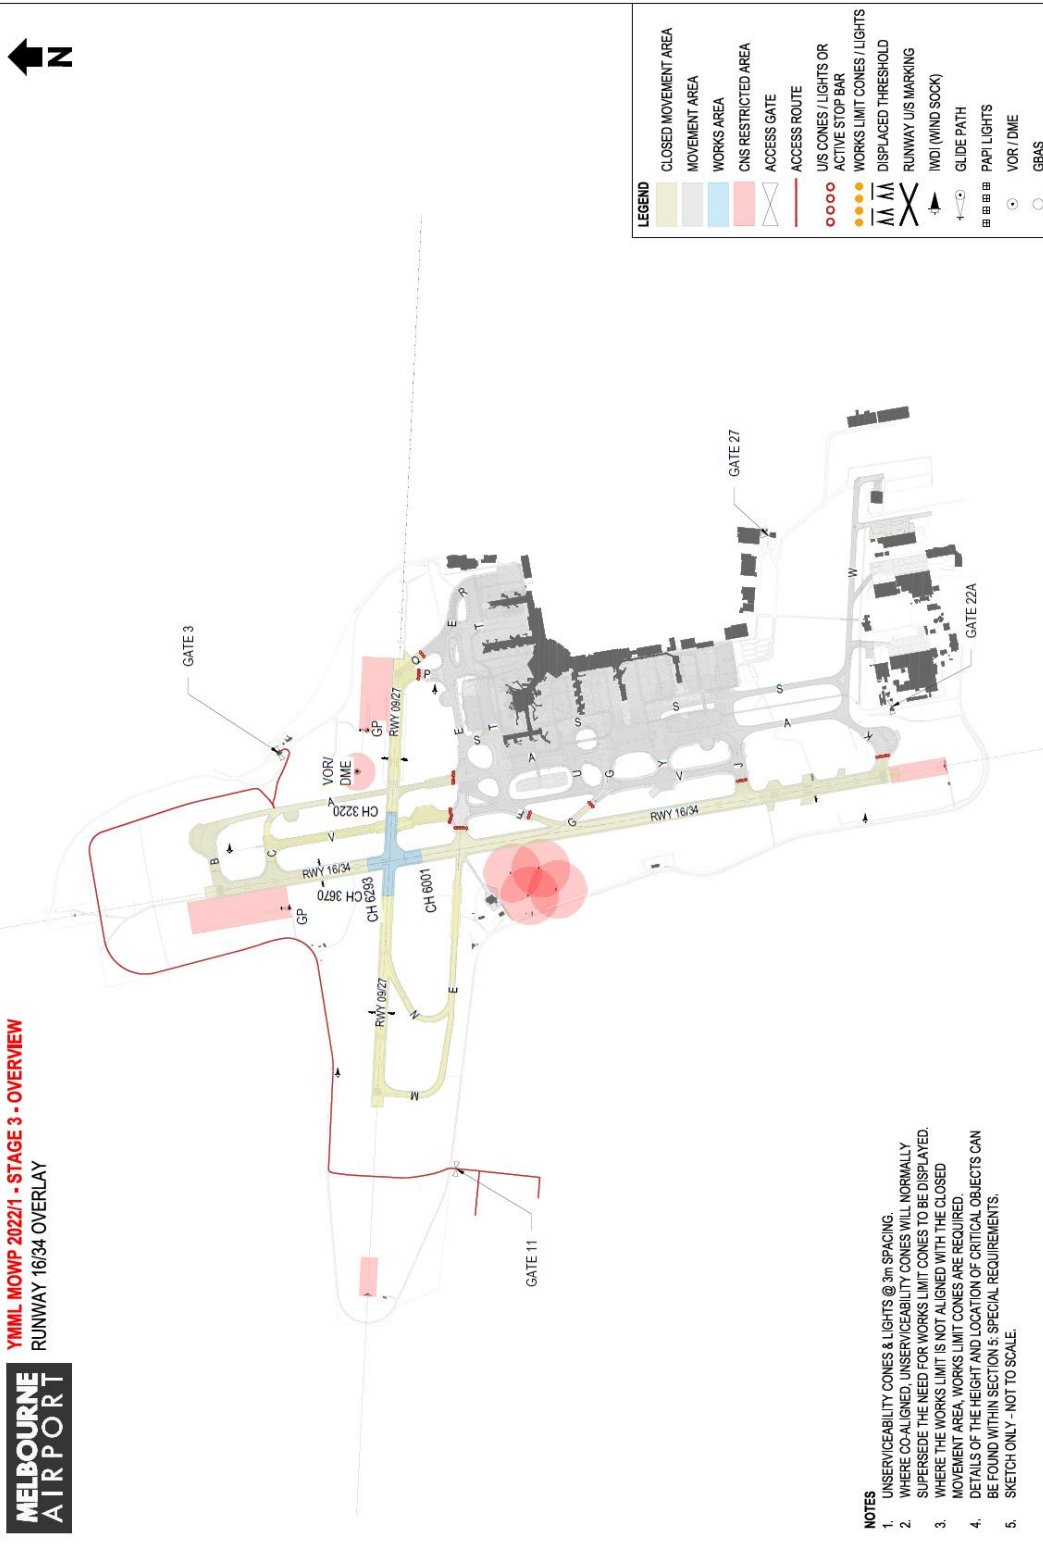 MELBOURNE
AIRPORT
YMML MOWP 2022/1 - STAGE 3 - OVERVIEW
RUNWAY 16/34 OVERLAY
N
GATE 3
GATE 11
GATE 27
GATE 22A
VOR/
DME
GP
GP
RWY 09/27
RWY 09/27
RWY 16/34
RWY 16/34
CH 3220
CH 3670
CH 6293
CH 6001
A
B
C
V
M
N
E
Q
P
E
R
T
E
S
T
F
A
U
G
G
S
Y
V
J
S
A
S
K
W
LEGEND
CLOSED MOVEMENT AREA
MOVEMENT AREA
WORKS AREA
CNS RESTRICTED AREA
ACCESS GATE
ACCESS ROUTE
U/S CONES / LIGHTS OR
ACTIVE STOP BAR
WORKS LIMIT CONES / LIGHTS
DISPLACED THRESHOLD
RUNWAY U/S MARKING
IWDI (WIND SOCK)
GLIDE PATH
PAPI LIGHTS
VOR / DME
GBAS
NOTES
1. UNSERVICEABILITY CONES & LIGHTS @ 3m SPACING.
2. WHERE CO-ALIGNED, UNSERVICEABILITY CONES WILL NORMALLY
SUPERSEDE THE NEED FOR WORKS LIMIT CONES TO BE DISPLAYED.
3. WHERE THE WORKS LIMIT IS NOT ALIGNED WITH THE CLOSED
MOVEMENT AREA, WORKS LIMIT CONES ARE REQUIRED.
4. DETAILS OF THE HEIGHT AND LOCATION OF CRITICAL OBJECTS CAN
BE FOUND WITHIN SECTION 5: SPECIAL REQUIREMENTS.
5. SKETCH ONLY - NOT TO SCALE.